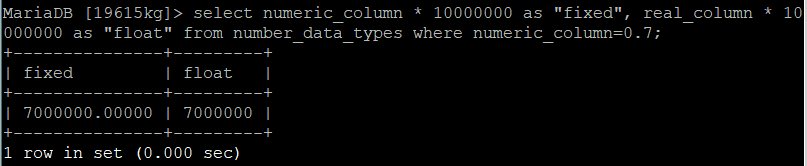 MariaDB [19615kg]> select numeric_column * 10000000 as "fixed", real_column * 10
000000 as "float" from number_data_types where numeric_column=0.7;
+---------------+---------+
| fixed         | float   |
+---------------+---------+
| 7000000.00000 | 7000000 |
+---------------+---------+
1 row in set (0.000 sec)